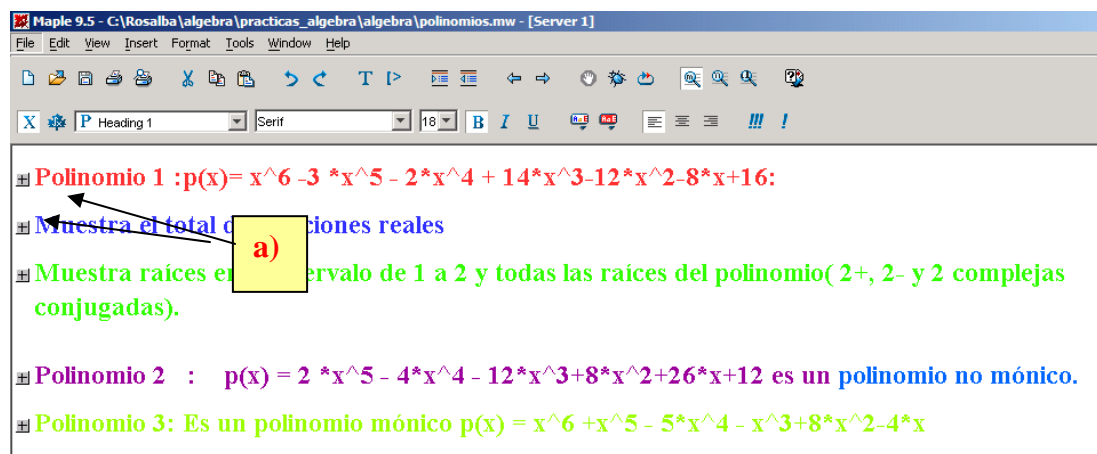 Maple 9.5 - C:\Rosalba\algebra\practicas_algebra\algebra\polinomios.mw - [Server 1]
File Edit View Insert Format Tools Window Help
P Heading 1 Serif 18 B I U !!! !
Polinomio 1 :p(x)= x^6 -3 *x^5 - 2*x^4 + 14*x^3-12*x^2-8*x+16:
Muestra el total ciones reales
a)
Muestra raíces ervalo de 1 a 2 y todas las raíces del polinomio( 2+, 2- y 2 complejas
conjugadas).
Polinomio 2 : p(x) = 2 *x^5 - 4*x^4 - 12*x^3+8*x^2+26*x+12 es un polinomio no mónico.
Polinomio 3: Es un polinomio mónico p(x) = x^6 +x^5 - 5*x^4 - x^3+8*x^2-4*x